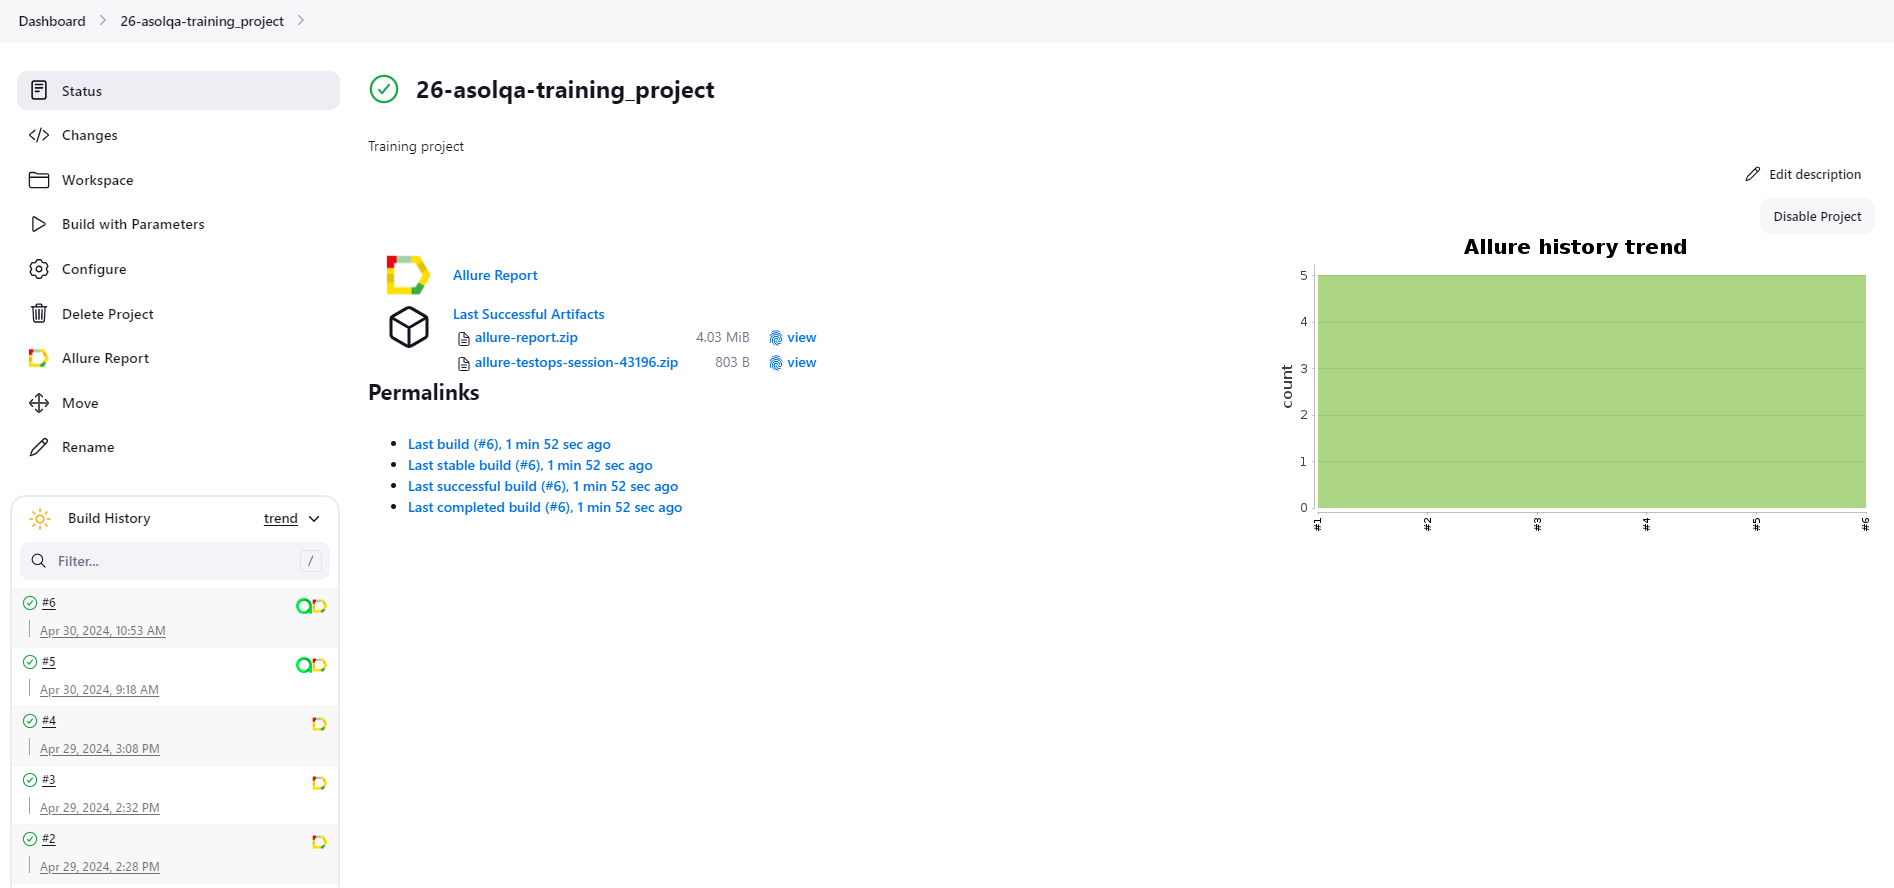 Dashboard
26-asolqa-training_project
Status
Changes
Workspace
Build with Parameters
Configure
Delete Project
Allure Report
Move
Rename
Build History
trend
Filter...
/
#6
Apr 30, 2024, 10:53 AM
#5
Apr 30, 2024, 9:18 AM
#4
Apr 29, 2024, 3:08 PM
#3
Apr 29, 2024, 2:32 PM
#2
Apr 29, 2024, 2:28 PM
26-asolqa-training_project
Training project
Edit description
Disable Project
Allure Report
Last Successful Artifacts
allure-report.zip 4.03 MiB view
allure-testops-session-43196.zip 803 B view
Permalinks
Last build (#6), 1 min 52 sec ago
Last stable build (#6), 1 min 52 sec ago
Last successful build (#6), 1 min 52 sec ago
Last completed build (#6), 1 min 52 sec ago
Allure history trend
count
5
4
3
2
1
0
#1
#2
#3
#4
#5
#6